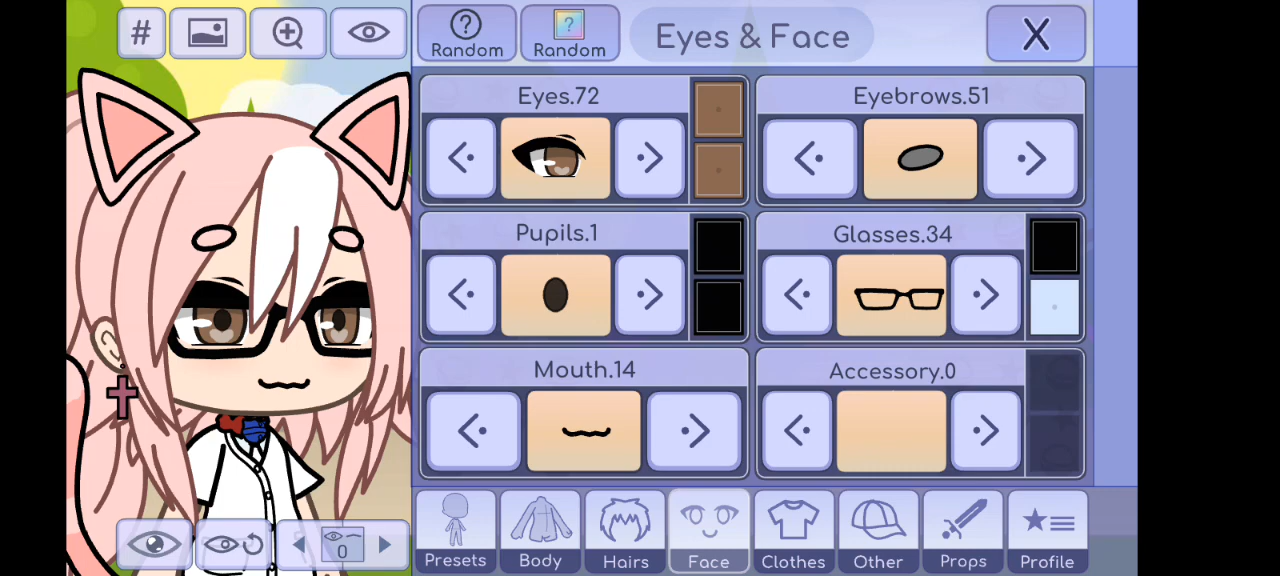 #
?
Random
?
Random
Eyes & Face
X
Eyes.72
Eyebrows.51
Pupils.1
Glasses.34
Mouth.14
Accessory.0
0
Presets
Body
Hairs
Face
Clothes
Other
Props
Profile